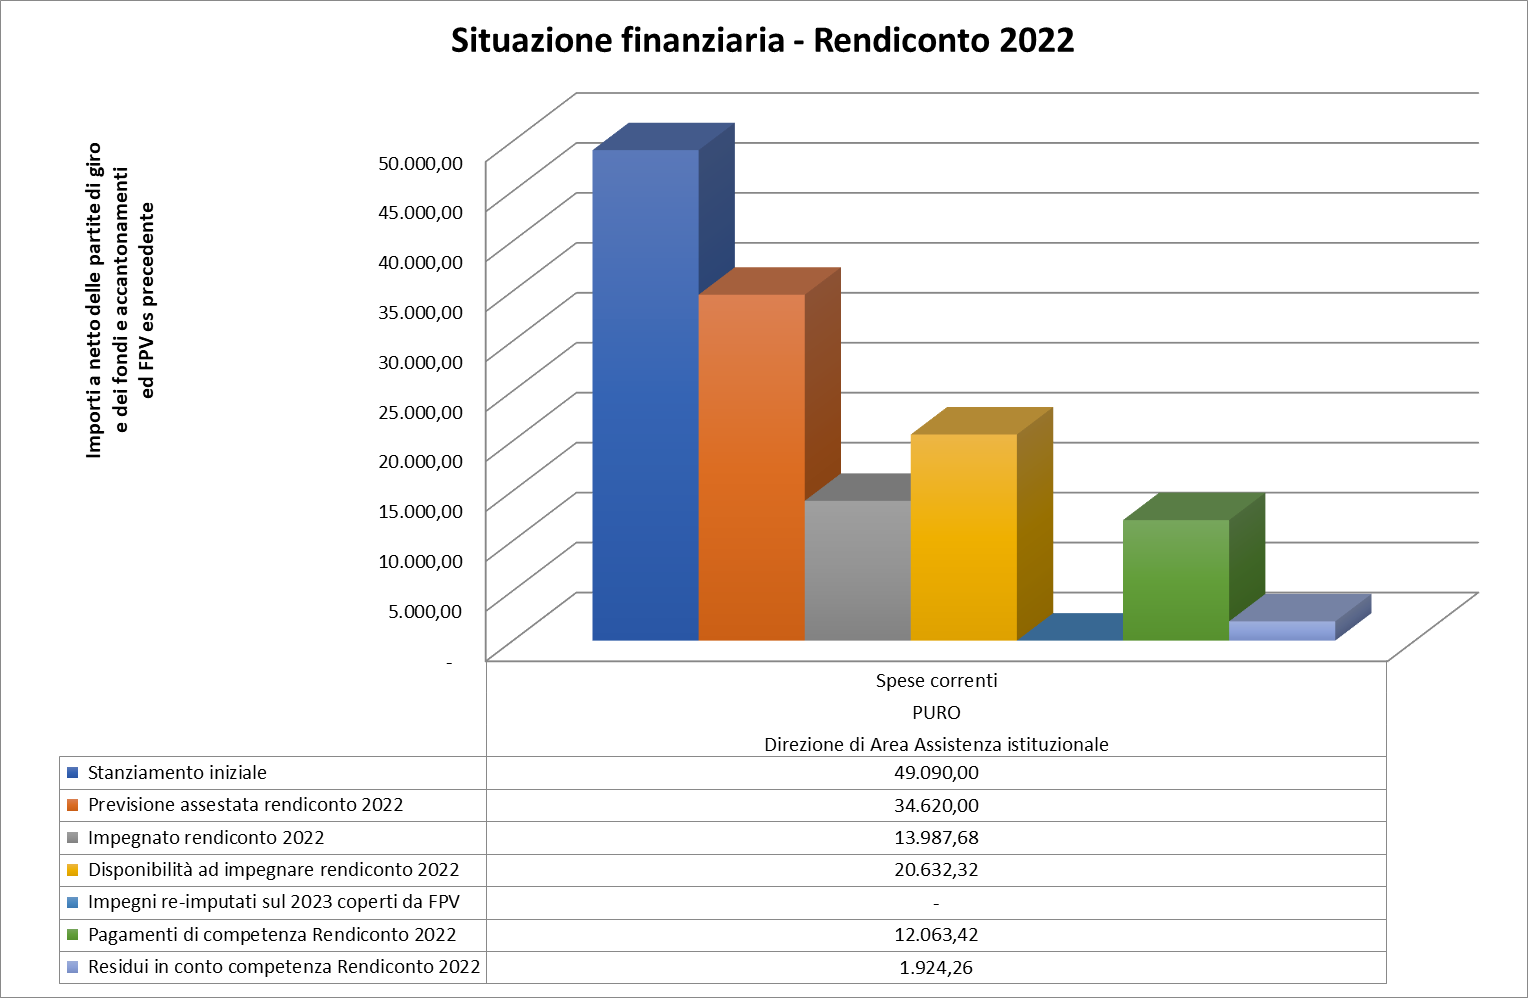 Situazione finanziaria - Rendiconto 2022
Importi a netto delle partite di giro
e dei fondi e accantonamenti
ed FPV es precedente
50.000,00
45.000,00
40.000,00
35.000,00
30.000,00
25.000,00
20.000,00
15.000,00
10.000,00
5.000,00
-
Spese correnti
PURO
Direzione di Area Assistenza istituzionale
Stanziamento iniziale 49.090,00
Previsione assestata rendiconto 2022 34.620,00
Impegnato rendiconto 2022 13.987,68
Disponibilità ad impegnare rendiconto 2022 20.632,32
Impegni re-imputati sul 2023 coperti da FPV -
Pagamenti di competenza Rendiconto 2022 12.063,42
Residui in conto competenza Rendiconto 2022 1.924,26